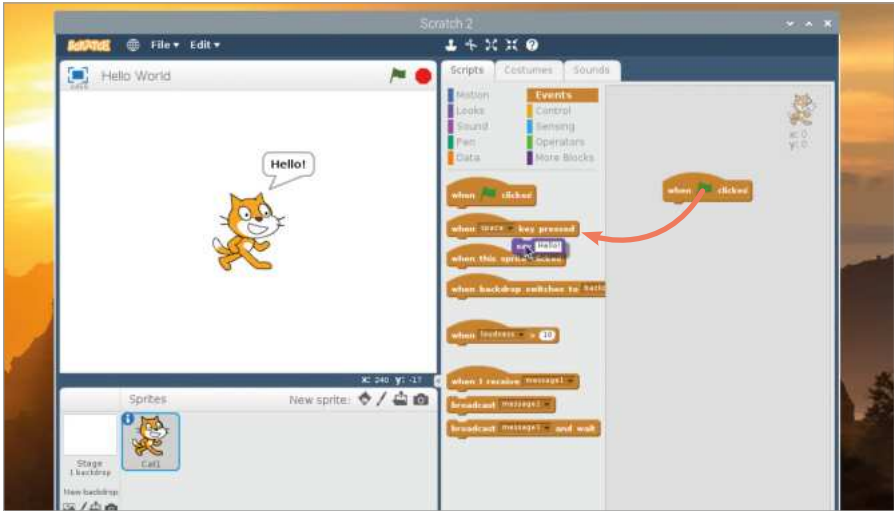 Scratch 2
SCRATCH File Edit
Hello World
Scripts Costumes Sounds
Motion Events
Looks Control
Sound Sensing
Pen Operators
Data More Blocks
x: 0
y: 0
Hello!
when clicked
when clicked
when space key pressed
say Hello!
when this sprite clicked
when backdrop switches to
when loudness > 10
when I receive message1
broadcast message1
broadcast message1 and wait
x: 240 y: -17
Sprites New sprite:
Stage
1 backdrop
Cat1
New backdrop